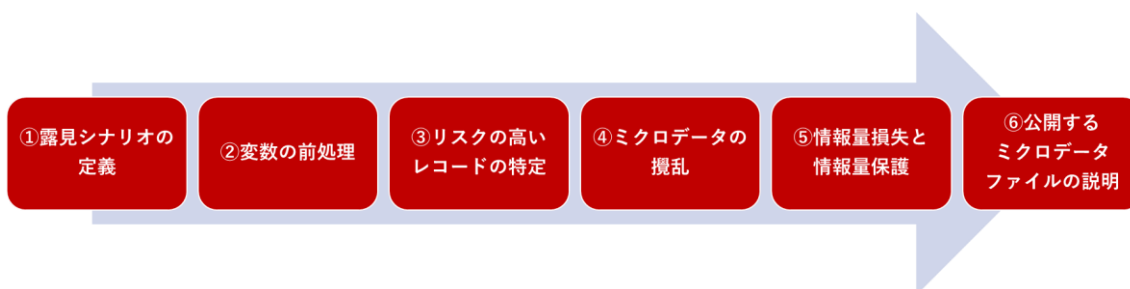 ①露見シナリオの
定義
②変数の前処理
③リスクの高い
レコードの特定
④ミクロデータの
攪乱
⑤情報量損失と
情報量保護
⑥公開する
ミクロデータ
ファイルの説明